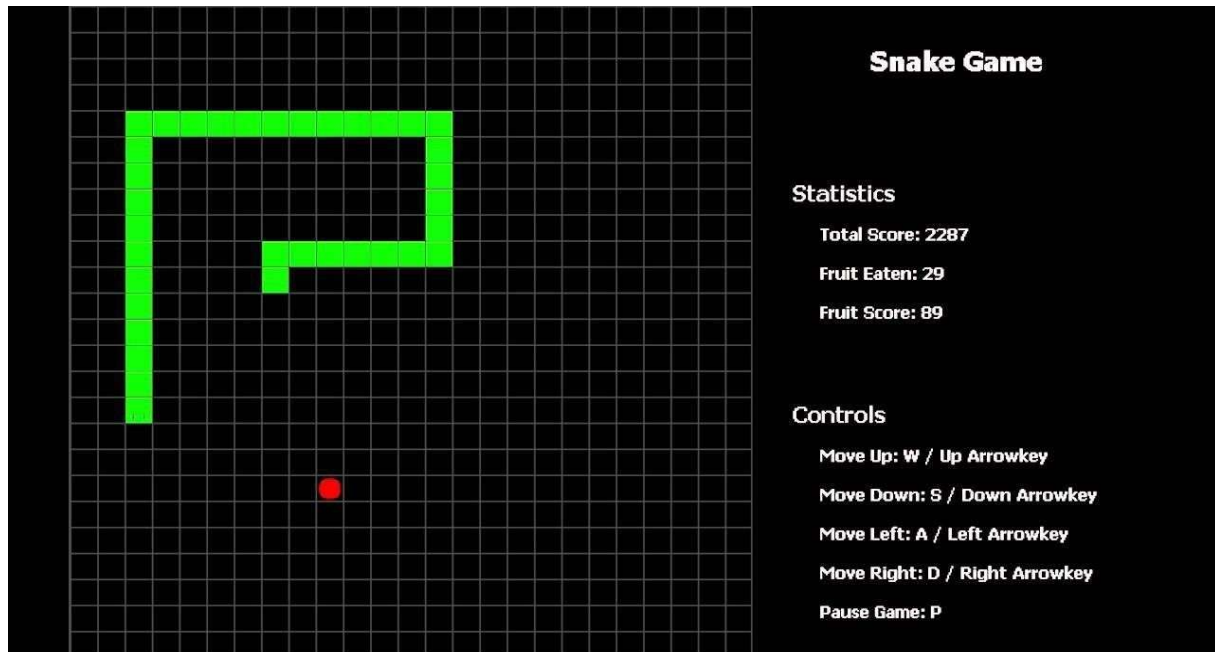 Snake Game
Statistics
Total Score: 2287
Fruit Eaten: 29
Fruit Score: 89
Controls
Move Up: W / Up Arrowkey
Move Down: S / Down Arrowkey
Move Left: A / Left Arrowkey
Move Right: D / Right Arrowkey
Pause Game: P